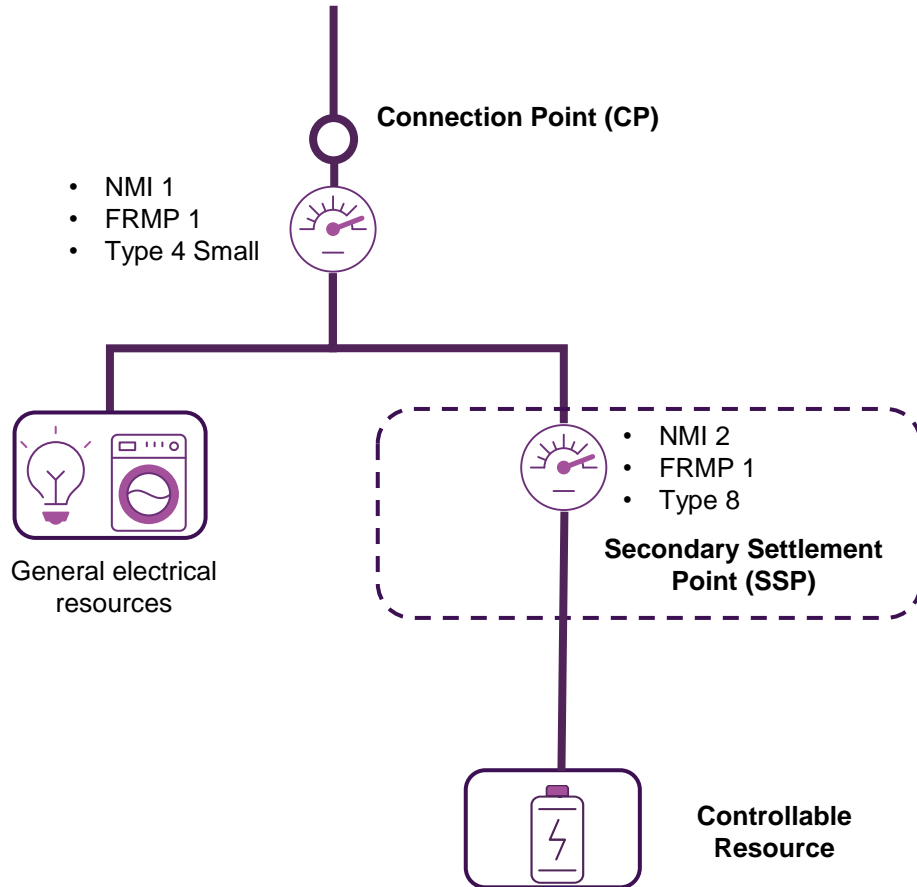 Connection Point (CP)
• NMI 1
• FRMP 1
• Type 4 Small
• NMI 2
• FRMP 1
• Type 8
Secondary Settlement
Point (SSP)
General electrical
resources
Controllable
Resource